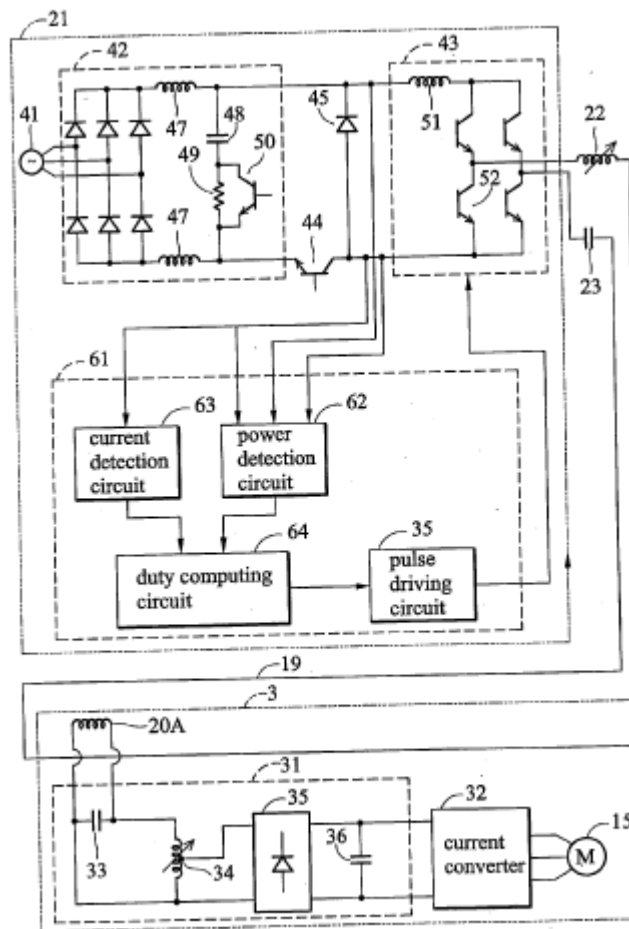 21
42
43
41
47
48
45
51
22
50
49
52
47
44
23
61
63
62
current
detection
circuit
power
detection
circuit
64
35
duty computing
circuit
pulse
driving
circuit
19
3
20A
31
35
32
15
33
34
36
current
converter
M